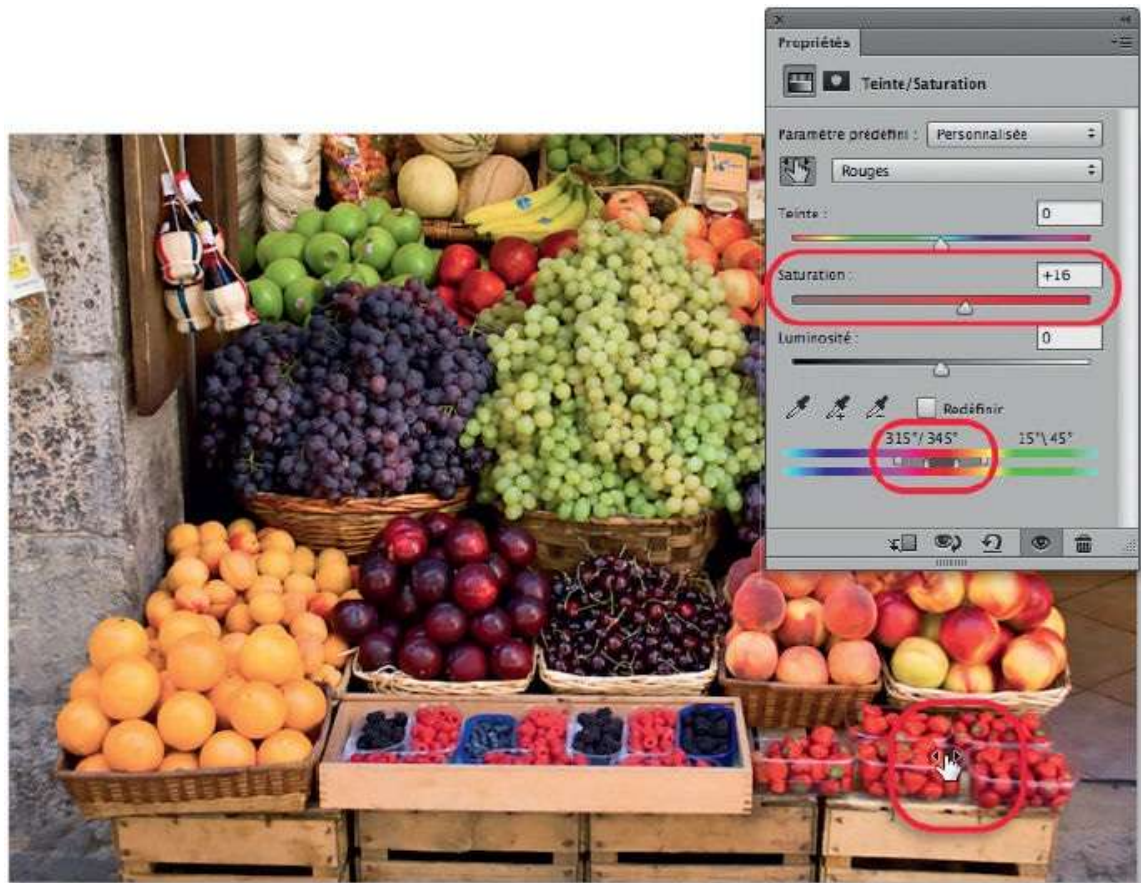 Propriétés
Teinte/Saturation
Paramètre prédéfini : Personnalisée
Rouges
Teinte : 0
Saturation : +16
Luminosité : 0
Redéfinir
315°/ 345° 15°\ 45°